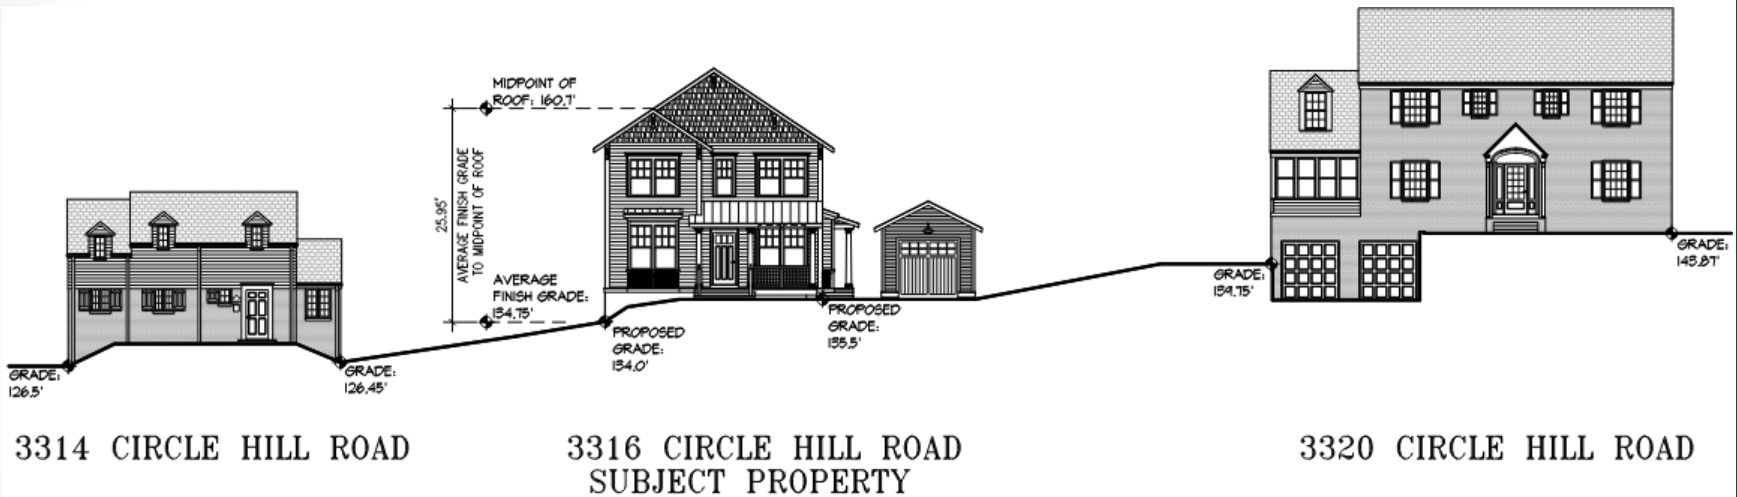 MIDPOINT OF
ROOF: 160.7'
25.95'
AVERAGE FINISH GRADE
TO MIDPOINT OF ROOF
AVERAGE
FINISH GRADE:
134.75'
GRADE:
126.5'
GRADE:
126.45'
PROPOSED
GRADE:
134.0'
PROPOSED
GRADE:
135.5'
GRADE:
139.75'
GRADE:
143.87'
3314 CIRCLE HILL ROAD
3316 CIRCLE HILL ROAD
SUBJECT PROPERTY
3320 CIRCLE HILL ROAD